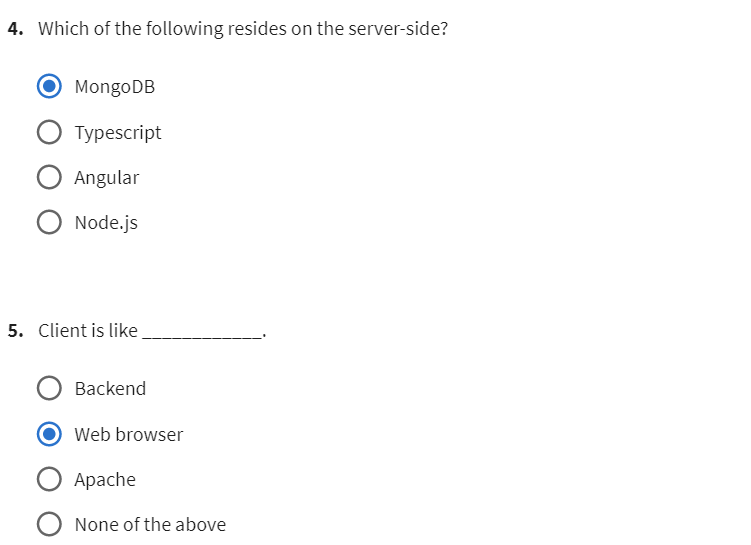 4. Which of the following resides on the server-side?
MongoDB
Typescript
Angular
Node.js
5. Client is like ____________.
Backend
Web browser
Apache
None of the above